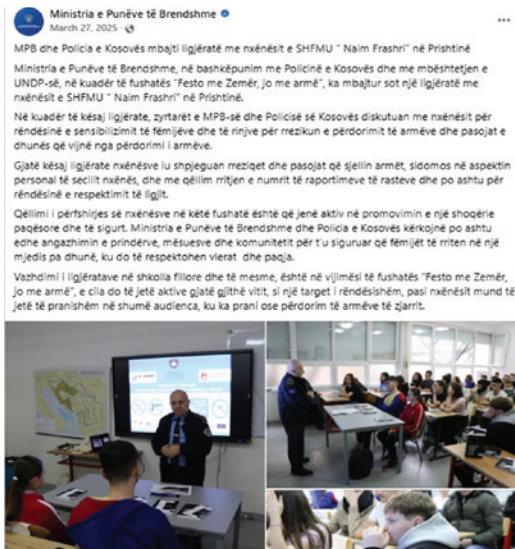 Ministria e Punëve të Brendshme
March 27, 2025 ·
MPB dhe Policia e Kosovës mbajti ligjëratë me nxënësit e SHFMU " Naim Frashri" në Prishtinë
Ministria e Punëve të Brendshme, në bashkëpunim me Policinë e Kosovës dhe me mbështetjen e
UNDP-së, në kuadër të fushatës "Festo me Zemër, jo me armë", ka mbajtur sot një ligjëratë me
nxënësit e SHFMU " Naim Frashri" në Prishtinë.
Në kuadër të kësaj ligjërate, zyrtarët e MPB-së dhe Policisë së Kosovës diskutuan me nxënësit për
rëndësinë e sensibilizimit të fëmijëve dhe të rinjve për rrezikun e përdorimit të armëve dhe pasojat e
dhunës që vijnë nga përdorimi i armëve.
Gjatë kësaj ligjërate nxënësve iu shpjeguan rreziqet dhe pasojat që sjellin armët, sidomos në aspektin
personal të secilit nxënës, dhe me qëllim rritjen e numrit të raportimeve të rasteve dhe po ashtu për
rëndësinë e respektimit të ligjit.
Qëllimi i përfshirjes së nxënësve në këtë fushatë është që jenë aktiv në promovimin e një shoqërie
paqësore dhe të sigurt. Ministria e Punëve të Brendshme dhe Policia e Kosovës kërkojnë po ashtu
edhe angazhimin e prindërve, mësuesve dhe komunitetit për t'u siguruar që fëmijët të rriten në një
mjedis pa dhunë, ku do të respektohen vlerat dhe paqja.
Vazhdimi i ligjëratave në shkolla fillore dhe të mesme, është në vijimësi të fushatës "Festo me Zemër,
jo me armë", e cila do të jetë aktive gjatë gjithë vitit, si një target i rëndësishëm, pasi nxënësit mund të
jetë të pranishëm në shumë audienca, ku ka prani ose përdorim të armëve të zjarrit.